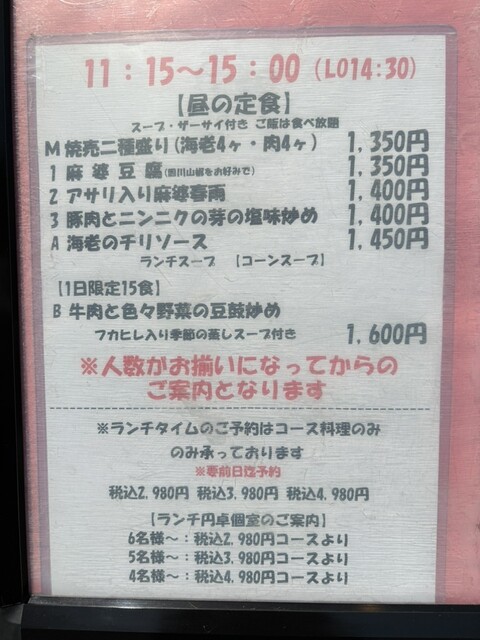 11：15～15：00（LO14:30）
【昼の定食】
スープ・ザーサイ付き ご飯は食べ放題
M 焼売二種盛り(海老4ヶ・肉4ヶ) 1,350円
1 麻婆豆腐(四川山椒をお好みで) 1,350円
2 アサリ入り麻婆春雨 1,400円
3 豚肉とニンニクの芽の塩味炒め 1,400円
A 海老のチリソース 1,450円
ランチスープ 【コーンスープ】
【1日限定15食】
B 牛肉と色々野菜の豆鼓炒め
フカヒレ入り季節の蒸しスープ付き 1,600円
※人数がお揃いになってからの
ご案内となります
※ランチタイムのご予約はコース料理のみ
のみ承っております
※要前日迄予約
税込2,980円 税込3,980円 税込4,980円
【ランチ円卓個室のご案内】
6名様～：税込2,980円コースより
5名様～：税込3,980円コースより
4名様～：税込4,980円コースより